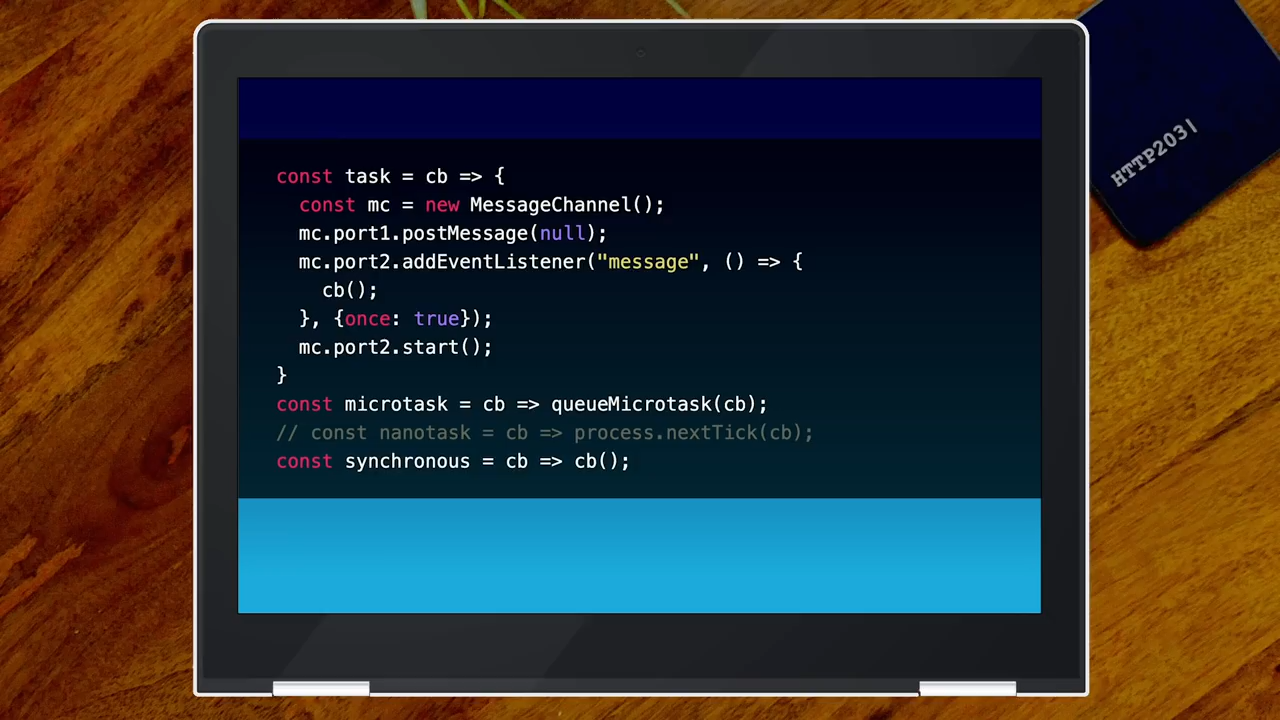 const task = cb => {
  const mc = new MessageChannel();
  mc.port1.postMessage(null);
  mc.port2.addEventListener("message", () => {
    cb();
  }, {once: true});
  mc.port2.start();
}
const microtask = cb => queueMicrotask(cb);
// const nanotask = cb => process.nextTick(cb);
const synchronous = cb => cb();
HTTP203|